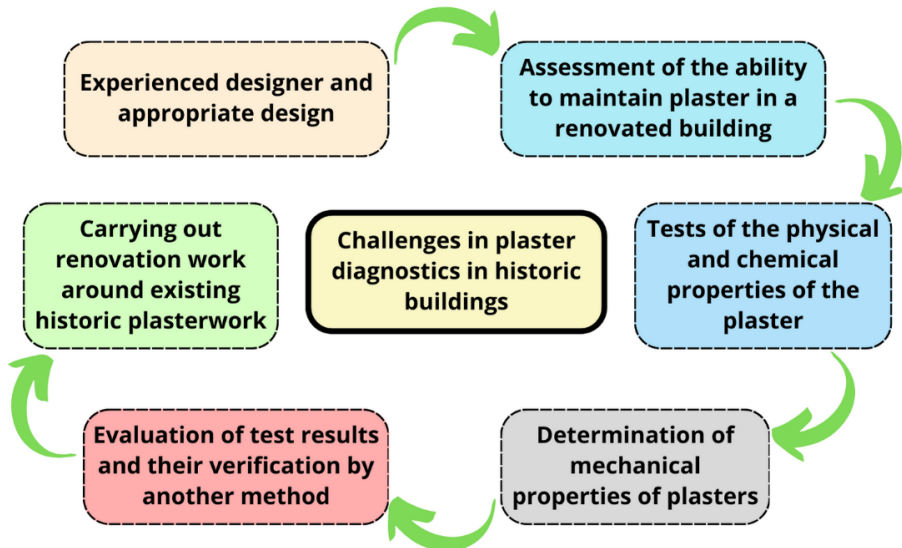 Experienced designer and
appropriate design
Assessment of the ability
to maintain plaster in a
renovated building
Carrying out
renovation work
around existing
historic plasterwork
Challenges in plaster
diagnostics in historic
buildings
Tests of the physical
and chemical
properties of the
plaster
Evaluation of test results
and their verification by
another method
Determination of
mechanical
properties of plasters